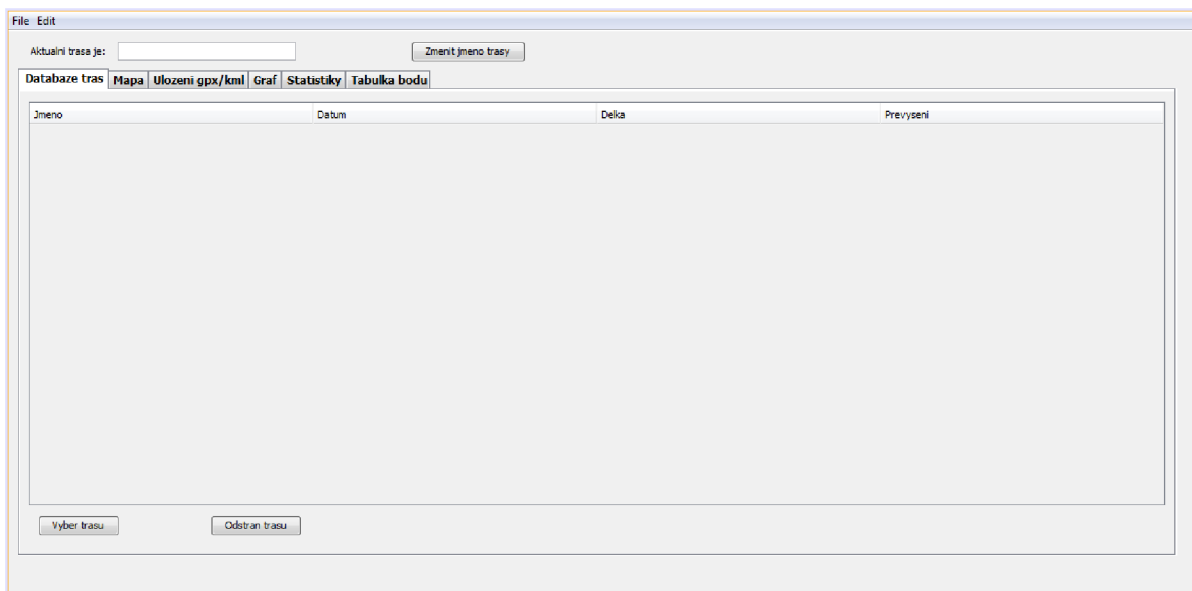 File Edit
Aktualni trasa je: Zmenit jmeno trasy
Databaze tras Mapa Ulozeni gpx/kml Graf Statistiky Tabulka bodu
Jmeno Datum Delka Prevyseni
Vyber trasu Odstran trasu